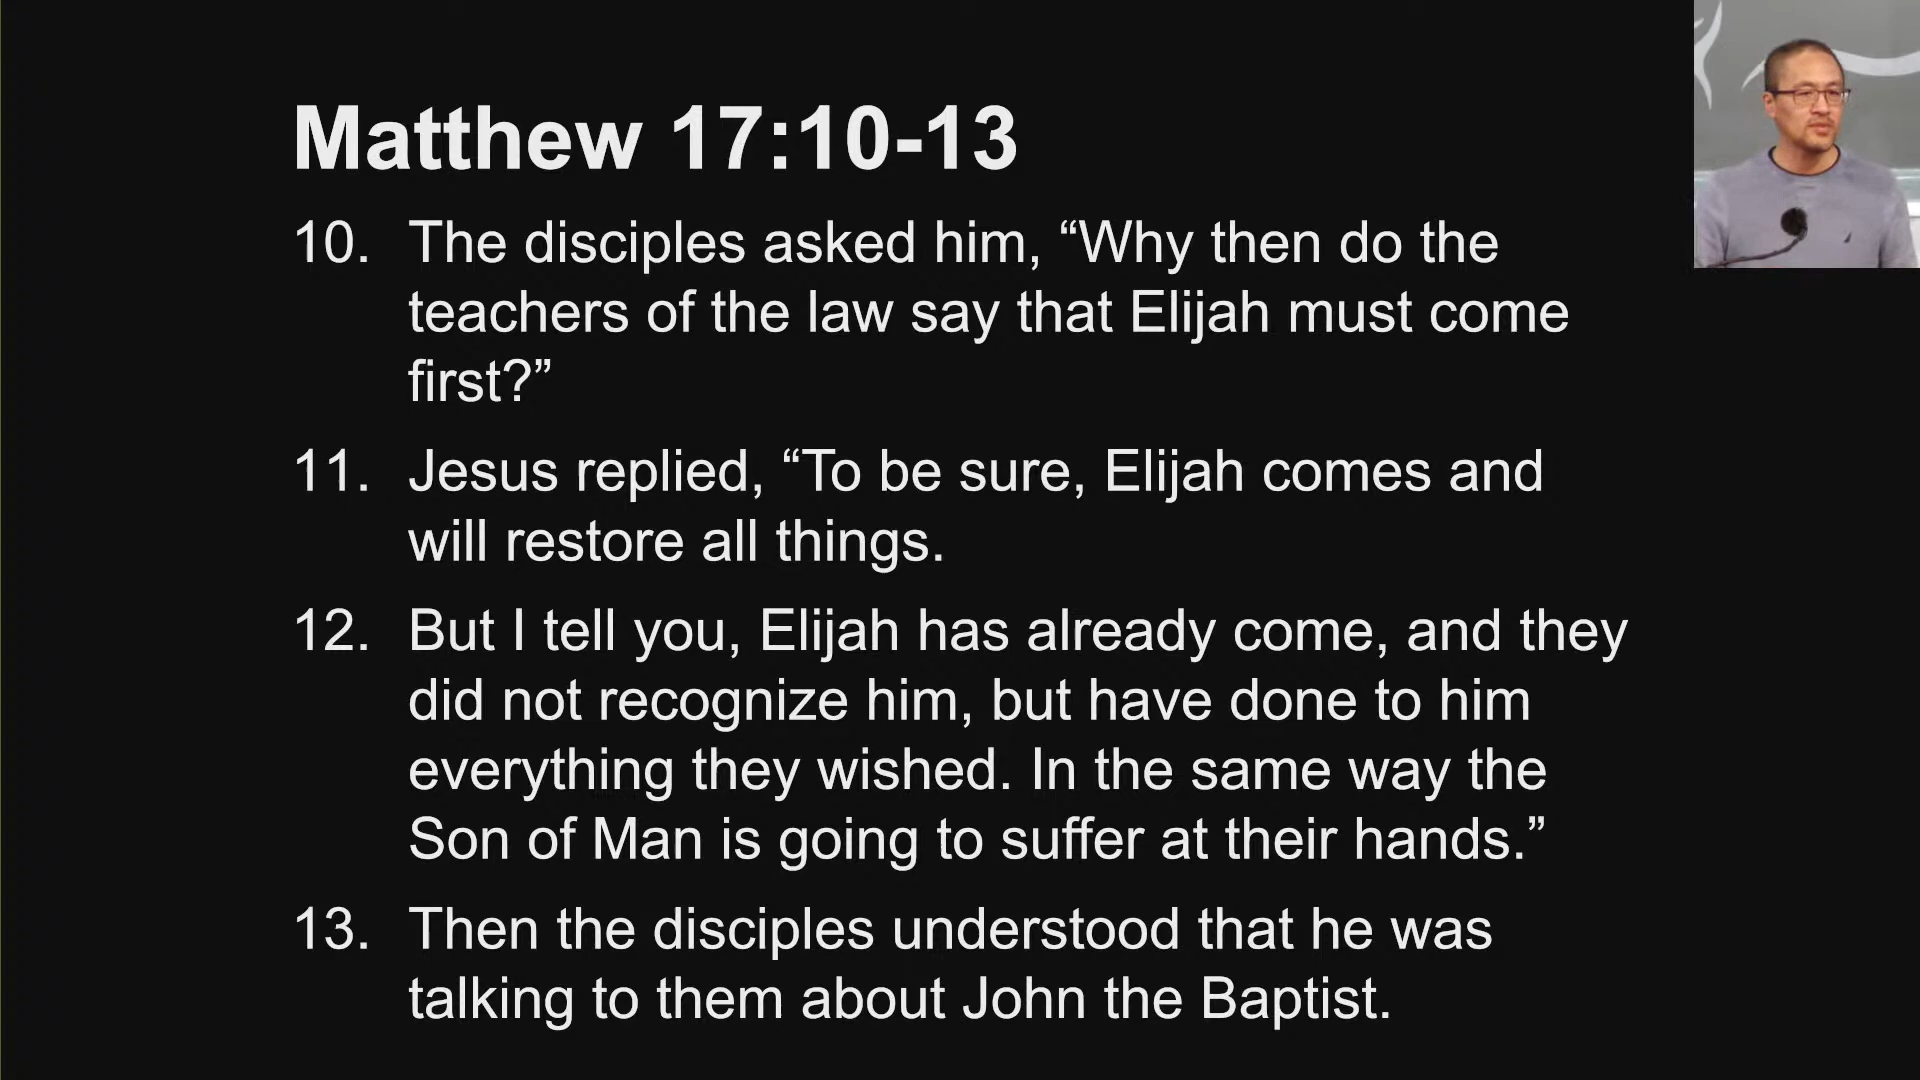 Matthew 17:10-13
10. The disciples asked him, “Why then do the
teachers of the law say that Elijah must come
first?”
11. Jesus replied, “To be sure, Elijah comes and
will restore all things.
12. But I tell you, Elijah has already come, and they
did not recognize him, but have done to him
everything they wished. In the same way the
Son of Man is going to suffer at their hands.”
13. Then the disciples understood that he was
talking to them about John the Baptist.